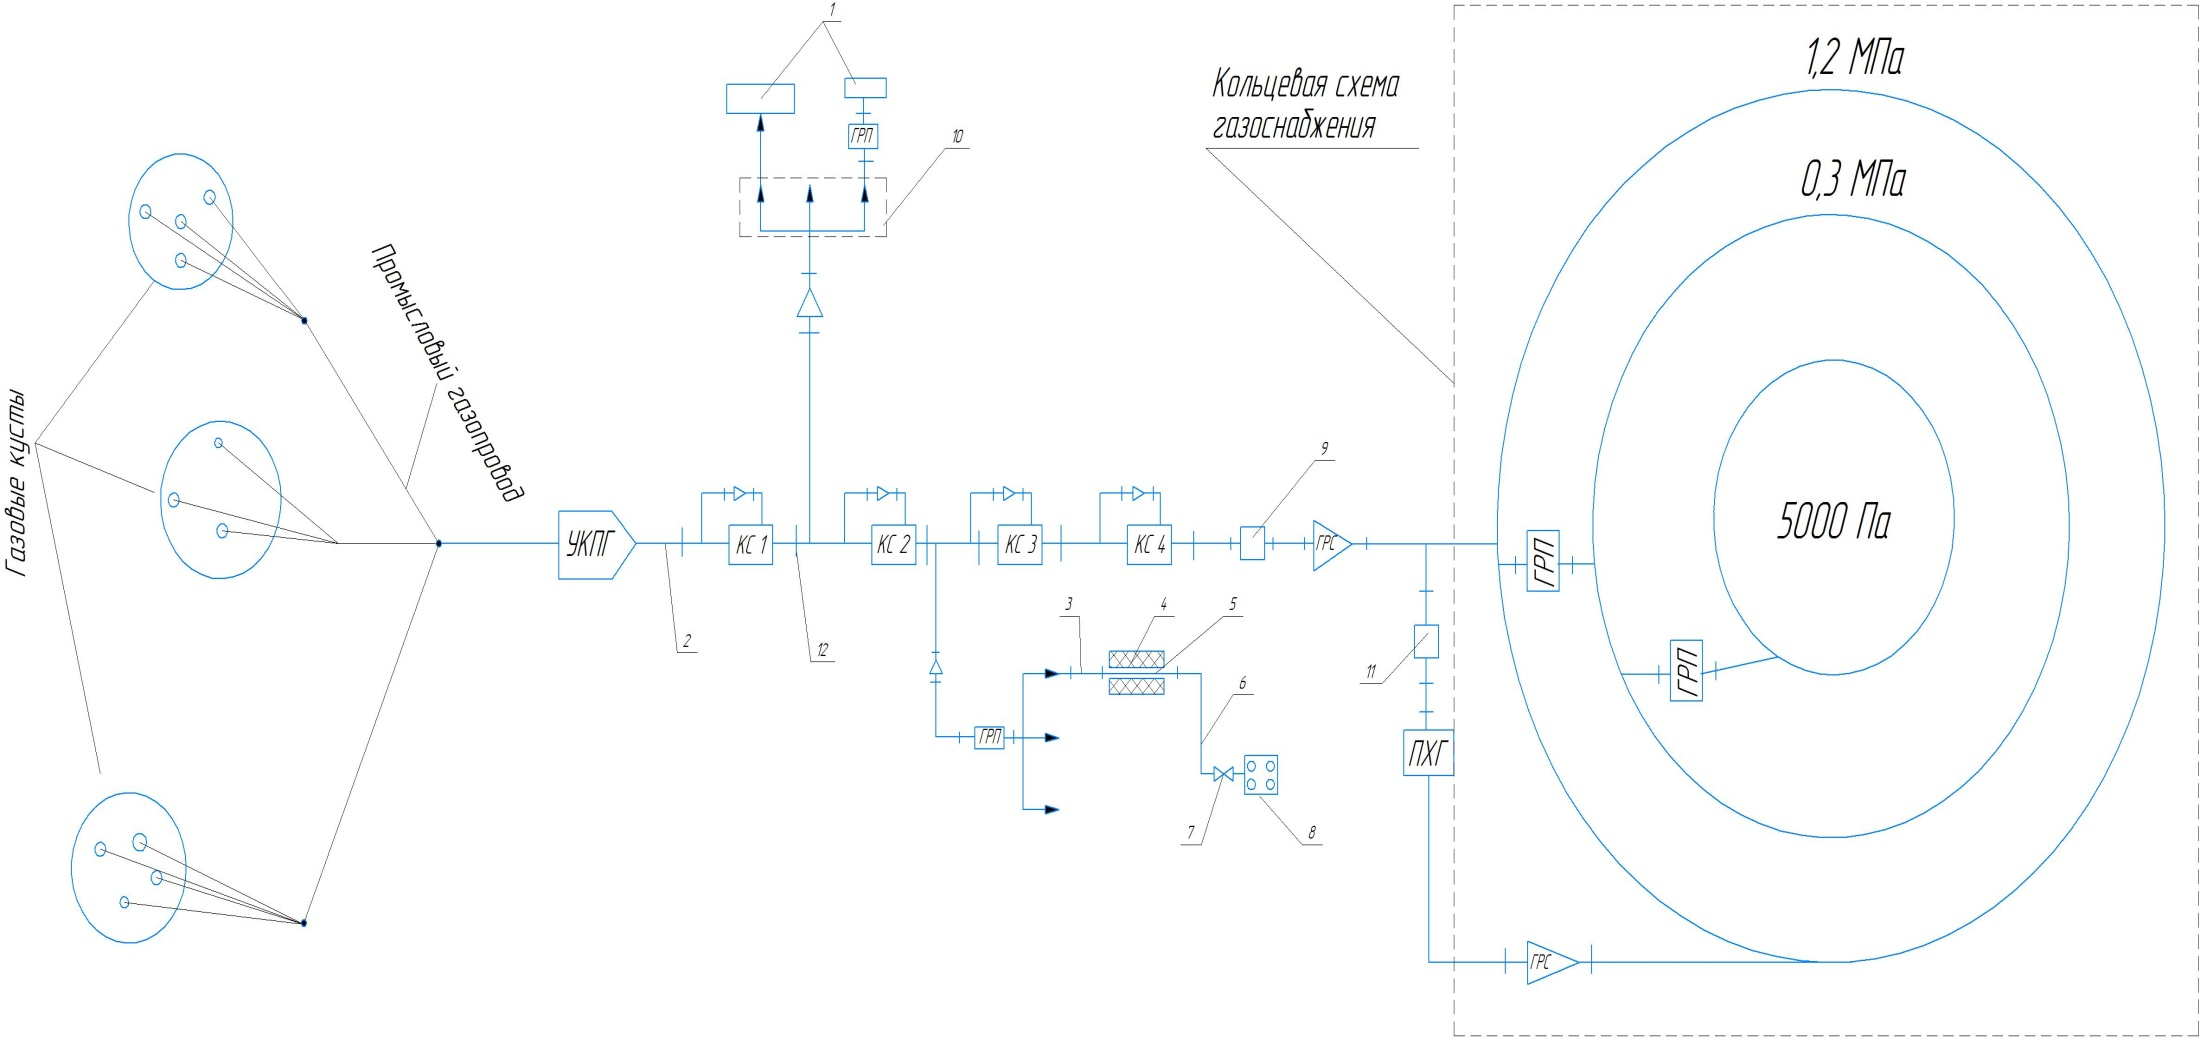 1
1,2 МПа
Кольцевая схема
газоснабжения
ГРП
10
0,3 МПа
Промысловый газопровод
Газовые кусты
9
5000 Па
УКПГ
КС 1
КС 2
КС 3
КС 4
ГРС
ГРП
2
12
3
4
5
11
6
ГРП
ГРП
ПХГ
7
8
ГРС